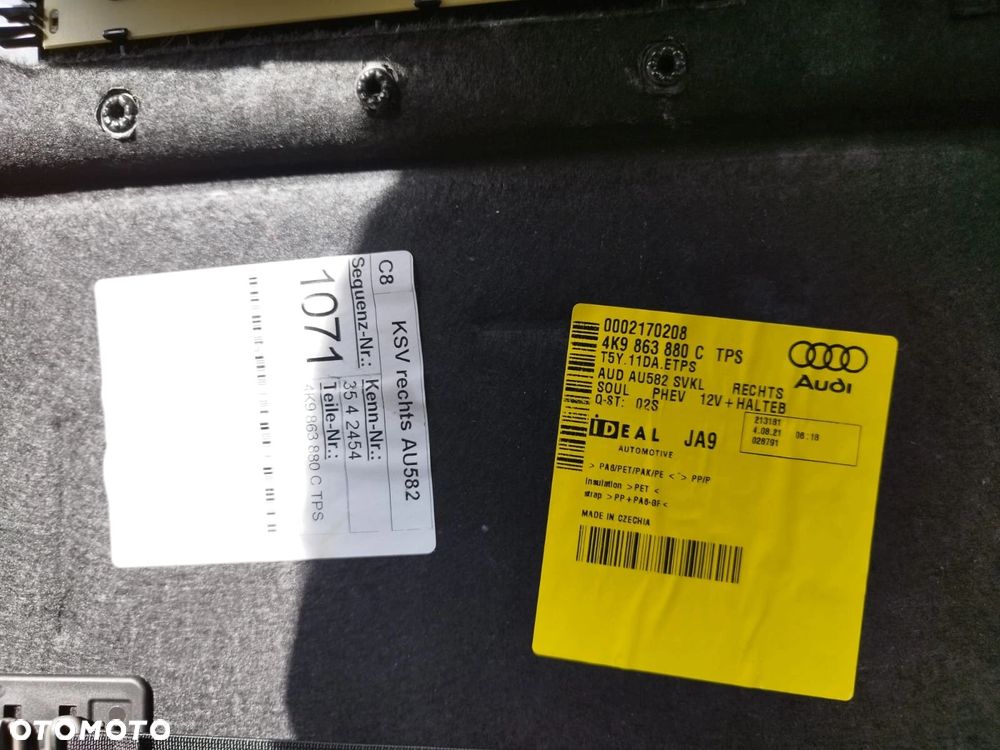 C8
KSV rechts AU582
Sequenz-Nr.:
1071
Kenn-Nr.:
35 4 2454
Teile-Nr.:
4K9 863 880 C TPS
0002170208
4K9 863 880 C TPS
T5Y.11DA.ETPS
AUD AU582 SVKL RECHTS
SOUL PHEV 12V+HALTEB
Q-ST: 02S
Audi
iDEAL
AUTOMOTIVE
JA9
213181
4.08.21 06:18
028791
> PA6/PET/PAK/PE < > PP/P
insulation >PET <
strap >PP+PA6-GF<
MADE IN CZECHIA
OTOMOTO